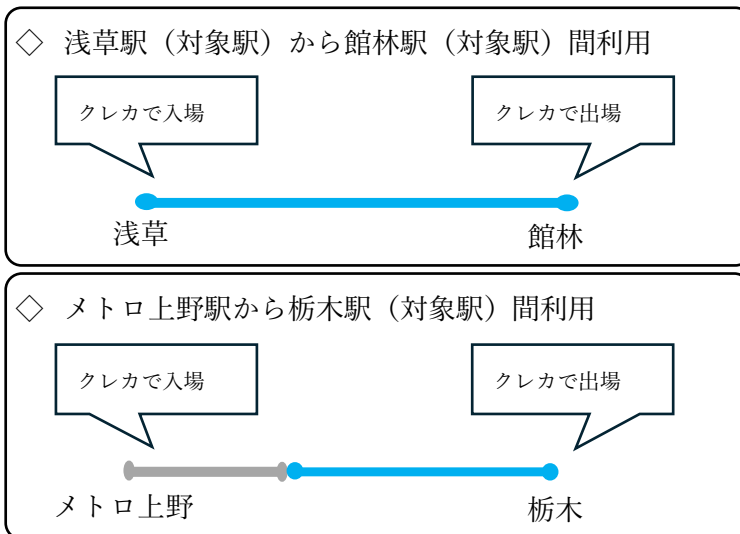 ◇ 浅草駅（対象駅）から館林駅（対象駅）間利用
クレカで入場
クレカで出場
浅草
館林
◇ メトロ上野駅から栃木駅（対象駅）間利用
クレカで入場
クレカで出場
メトロ上野
栃木